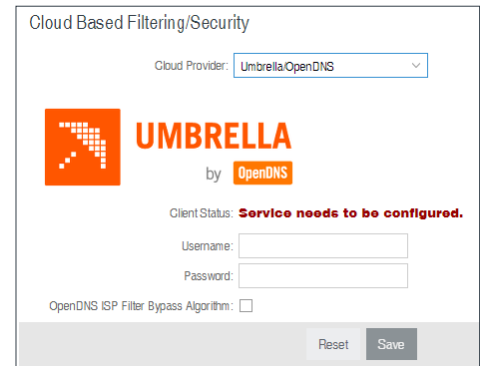 Cloud Based Filtering/Security
Cloud Provider: Umbrella/OpenDNS
UMBRELLA
by OpenDNS
Client Status: Service needs to be configured.
Username:
Password:
OpenDNS ISP Filter Bypass Algorithm:
Reset Save